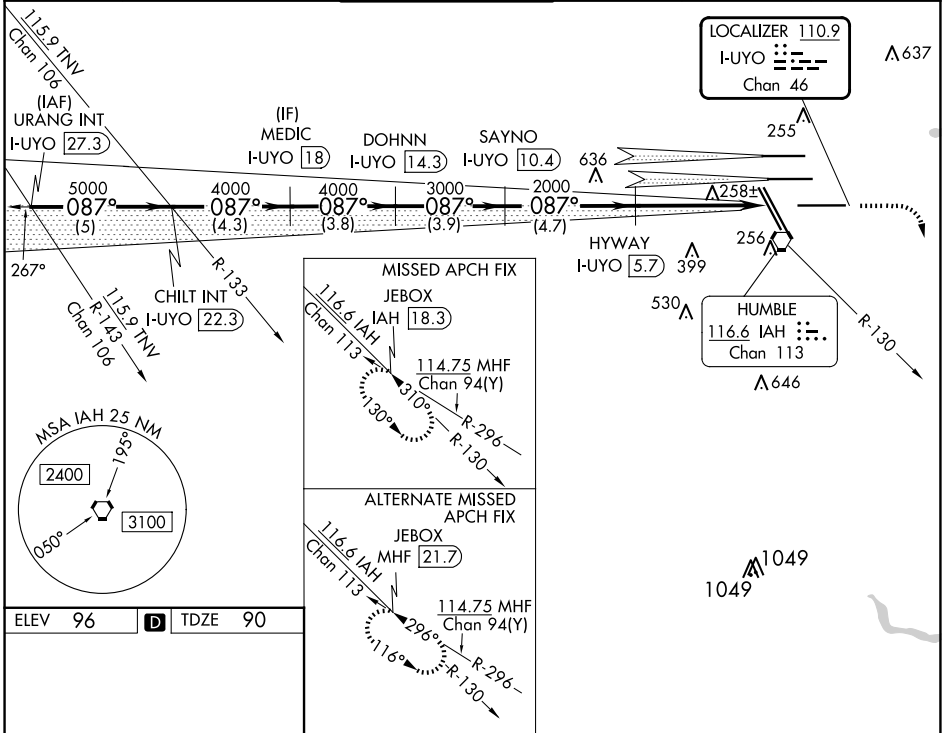 115.9 TNV
Chan 106
(IAF)
URANG INT
I-UYO 27.3
(IF)
MEDIC
I-UYO 18
DOHNN
I-UYO 14.3
SAYNO
I-UYO 10.4
LOCALIZER 110.9
I-UYO
Chan 46
637
255
636
258±
5000
087°
(5)
4000
087°
(4.3)
4000
087°
(3.8)
3000
087°
(3.9)
2000
087°
(4.7)
267°
CHILT INT
I-UYO 22.3
R-133
115.9 TNV
R-143
Chan 106
HYWAY
I-UYO 5.7
399
256
530
HUMBLE
116.6 IAH
Chan 113
R-130
646
MISSED APCH FIX
JEBOX
IAH 18.3
116.6 IAH
Chan 113
114.75 MHF
Chan 94(Y)
310°
130°
R-296
R-130
MSA IAH 25 NM
195°
2400
3100
050°
ALTERNATE MISSED
APCH FIX
JEBOX
MHF 21.7
116.6 IAH
Chan 113
114.75 MHF
Chan 94(Y)
296°
116°
R-296
R-130
1049
1049
ELEV 96 D TDZE 90